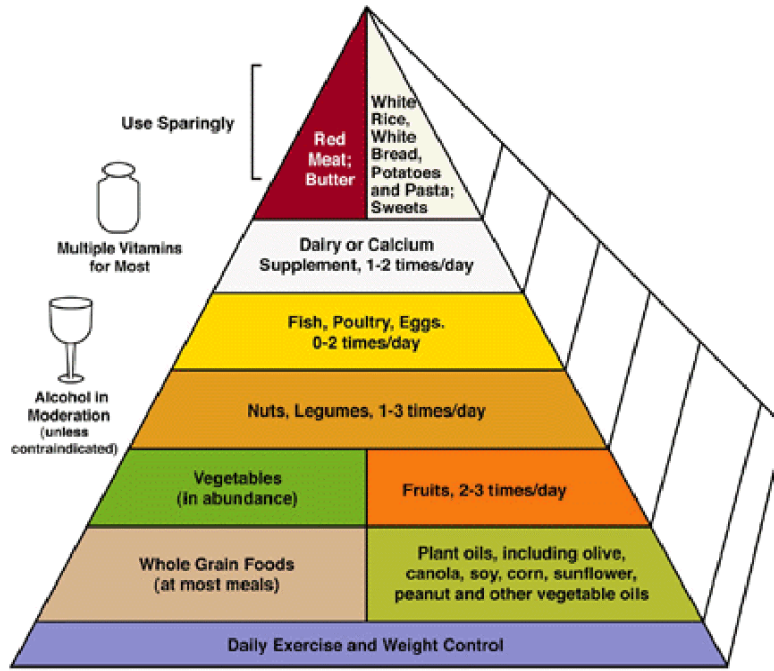 Use Sparingly
Red
Meat;
Butter
White
Rice,
White
Bread,
Potatoes
and Pasta;
Sweets
Multiple Vitamins
for Most
Dairy or Calcium
Supplement, 1-2 times/day
Fish, Poultry, Eggs.
0-2 times/day
Alcohol in
Moderation
(unless
contraindicated)
Nuts, Legumes, 1-3 times/day
Vegetables
(in abundance)
Fruits, 2-3 times/day
Whole Grain Foods
(at most meals)
Plant oils, including olive,
canola, soy, corn, sunflower,
peanut and other vegetable oils
Daily Exercise and Weight Control